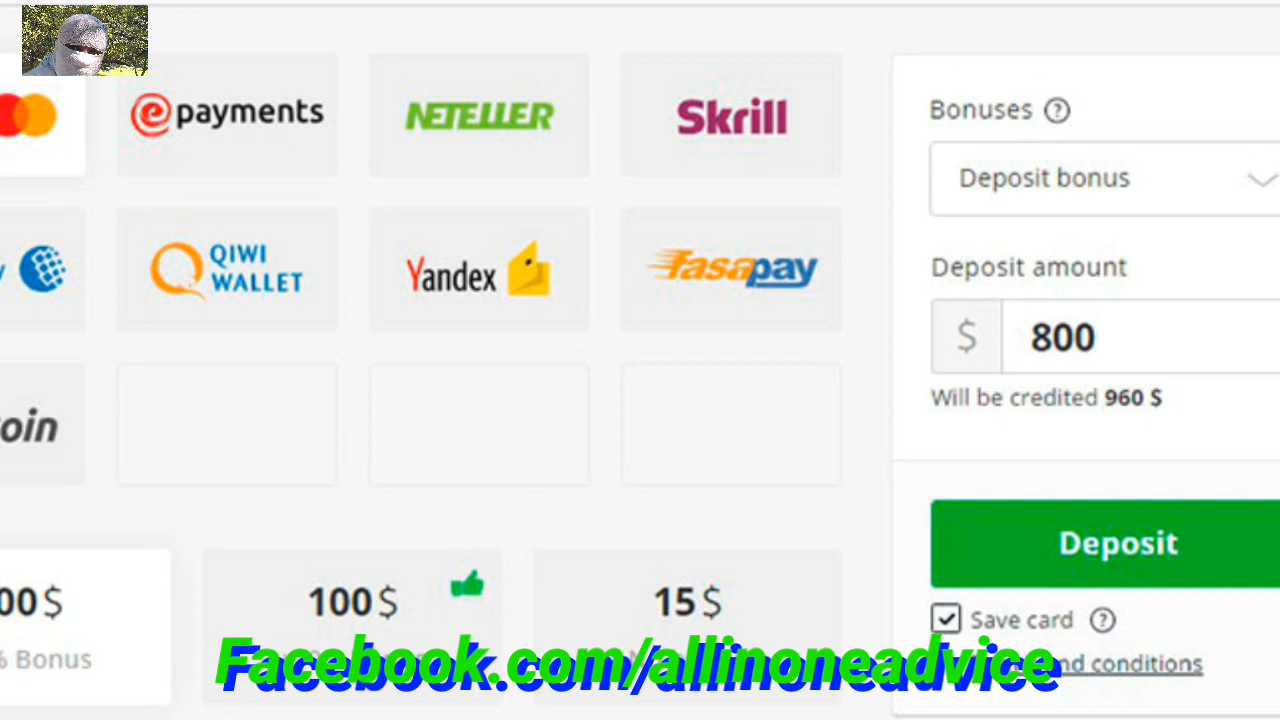 payments
NETELLER
Skrill
QIWI
WALLET
Yandex
fasapay
oin
00 $
% Bonus
100 $
15 $
Bonuses ?
Deposit bonus
Deposit amount
$ 800
Will be credited 960 $
Deposit
Save card ?
nd conditions
Facebook.com/allinoneadvice